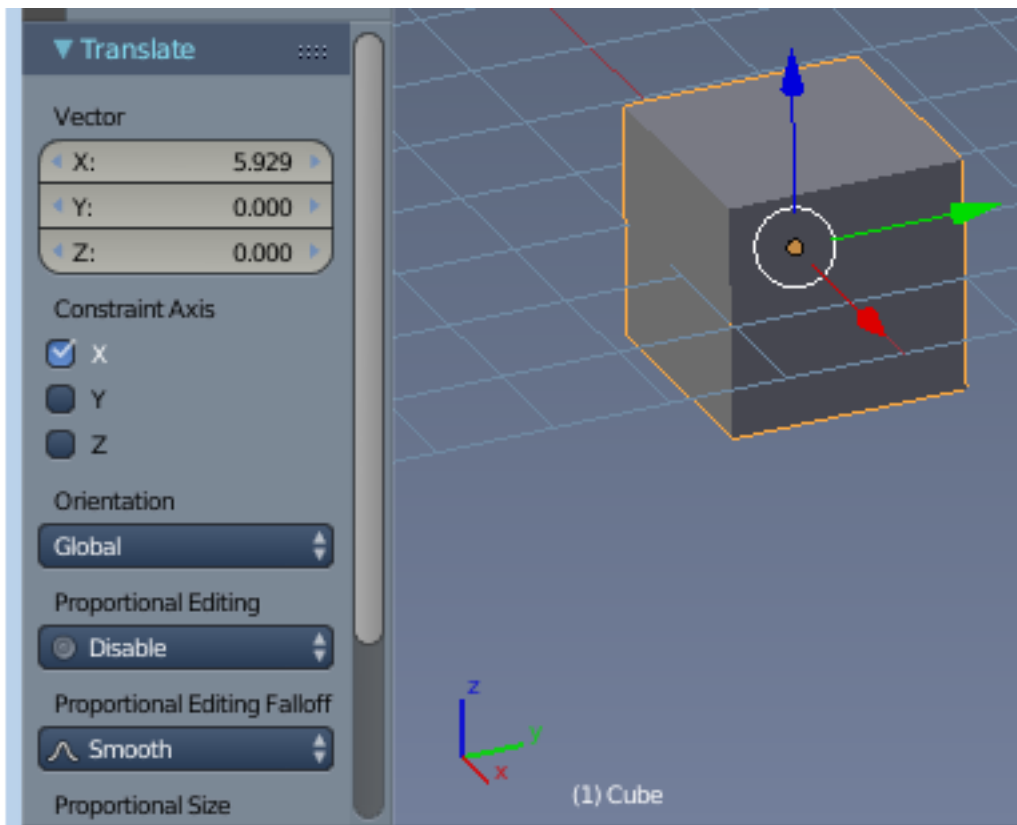 Translate
Vector
X: 5.929
Y: 0.000
Z: 0.000
Constraint Axis
X
Y
Z
Orientation
Global
Proportional Editing
Disable
Proportional Editing Falloff
Smooth
Proportional Size
z
y
x
(1) Cube